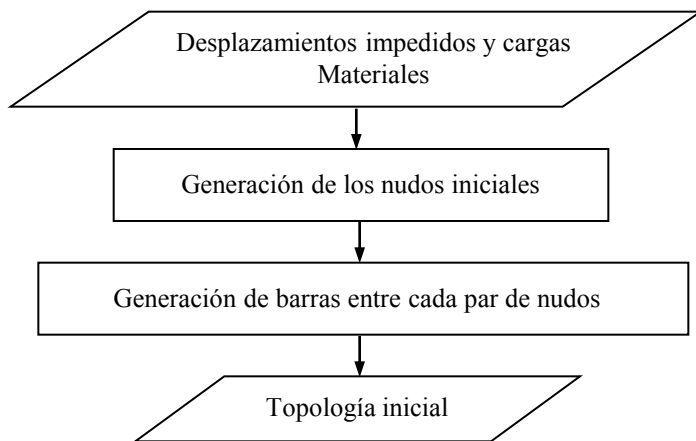 Desplazamientos impedidos y cargas
Materiales
Generación de los nudos iniciales
Generación de barras entre cada par de nudos
Topología inicial